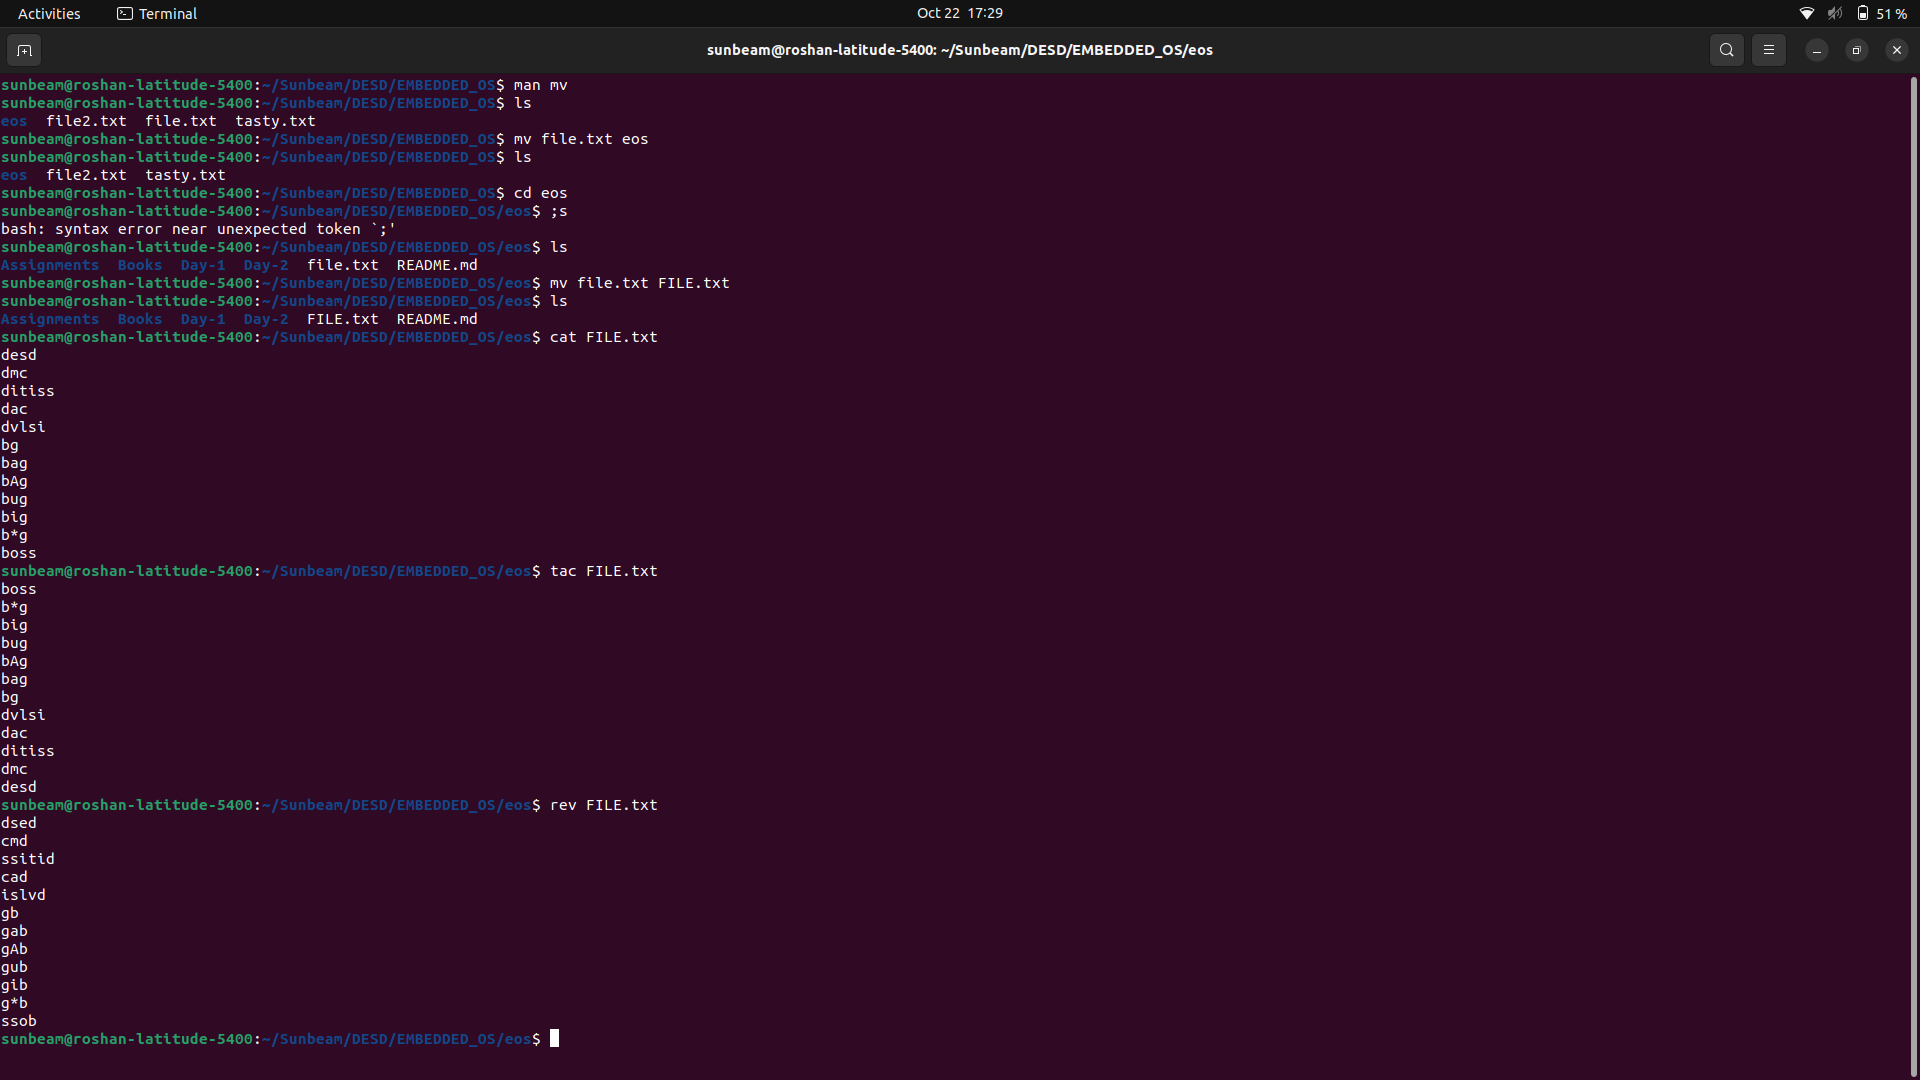 Activities Terminal Oct 22 17:29 51 %
sunbeam@roshan-latitude-5400: ~/Sunbeam/DESD/EMBEDDED_OS/eos
sunbeam@roshan-latitude-5400:~/Sunbeam/DESD/EMBEDDED_OS$ man mv
sunbeam@roshan-latitude-5400:~/Sunbeam/DESD/EMBEDDED_OS$ ls
eos  file2.txt  file.txt  tasty.txt
sunbeam@roshan-latitude-5400:~/Sunbeam/DESD/EMBEDDED_OS$ mv file.txt eos
sunbeam@roshan-latitude-5400:~/Sunbeam/DESD/EMBEDDED_OS$ ls
eos  file2.txt  tasty.txt
sunbeam@roshan-latitude-5400:~/Sunbeam/DESD/EMBEDDED_OS$ cd eos
sunbeam@roshan-latitude-5400:~/Sunbeam/DESD/EMBEDDED_OS/eos$ ;s
bash: syntax error near unexpected token `;'
sunbeam@roshan-latitude-5400:~/Sunbeam/DESD/EMBEDDED_OS/eos$ ls
Assignments  Books  Day-1  Day-2  file.txt  README.md
sunbeam@roshan-latitude-5400:~/Sunbeam/DESD/EMBEDDED_OS/eos$ mv file.txt FILE.txt
sunbeam@roshan-latitude-5400:~/Sunbeam/DESD/EMBEDDED_OS/eos$ ls
Assignments  Books  Day-1  Day-2  FILE.txt  README.md
sunbeam@roshan-latitude-5400:~/Sunbeam/DESD/EMBEDDED_OS/eos$ cat FILE.txt
desd
dmc
ditiss
dac
dvlsi
bg
bag
bAg
bug
big
b*g
boss
sunbeam@roshan-latitude-5400:~/Sunbeam/DESD/EMBEDDED_OS/eos$ tac FILE.txt
boss
b*g
big
bug
bAg
bag
bg
dvlsi
dac
ditiss
dmc
desd
sunbeam@roshan-latitude-5400:~/Sunbeam/DESD/EMBEDDED_OS/eos$ rev FILE.txt
dsed
cmd
ssitid
cad
islvd
gb
gab
gAb
gub
gib
g*b
ssob
sunbeam@roshan-latitude-5400:~/Sunbeam/DESD/EMBEDDED_OS/eos$